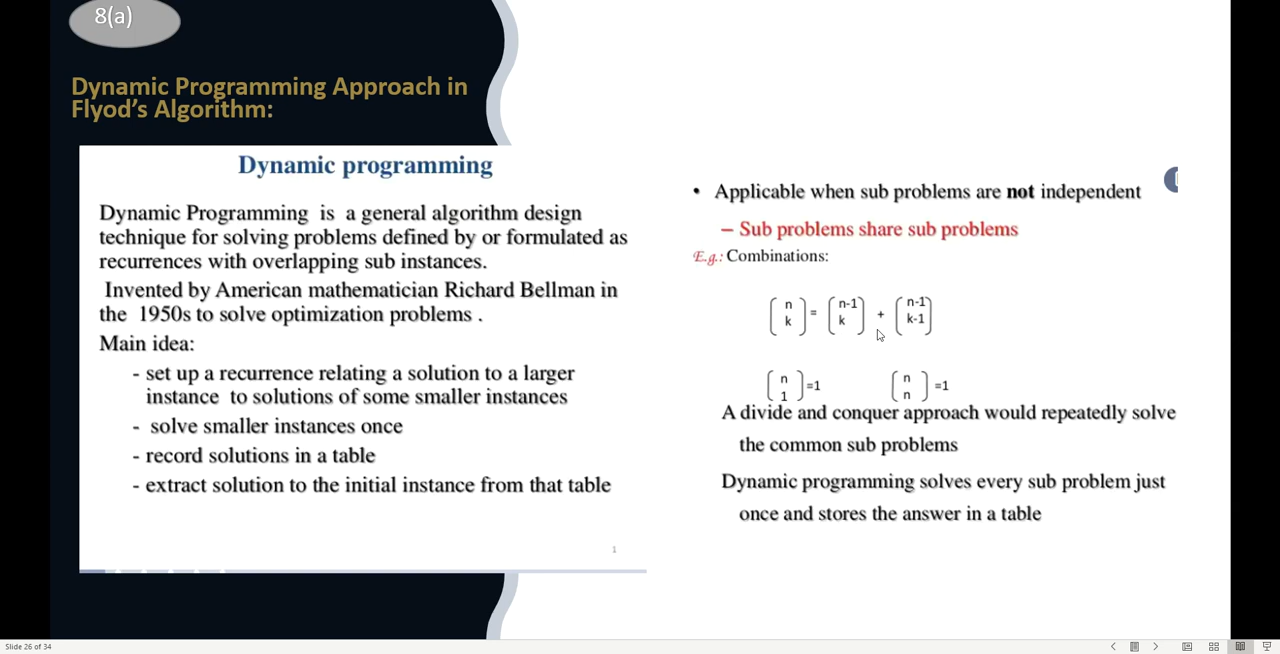 8(a)
Dynamic Programming Approach in
Flyod's Algorithm:
Dynamic programming
Dynamic Programming is a general algorithm design
technique for solving problems defined by or formulated as
recurrences with overlapping sub instances.
Invented by American mathematician Richard Bellman in
the 1950s to solve optimization problems .
Main idea:
- set up a recurrence relating a solution to a larger
instance to solutions of some smaller instances
- solve smaller instances once
- record solutions in a table
- extract solution to the initial instance from that table
1
• Applicable when sub problems are not independent
– Sub problems share sub problems
E.g.: Combinations:
( n k ) = ( n-1 k ) + ( n-1 k-1 )
( n 1 ) =1 ( n n ) =1
A divide and conquer approach would repeatedly solve
the common sub problems
Dynamic programming solves every sub problem just
once and stores the answer in a table
Slide 26 of 34